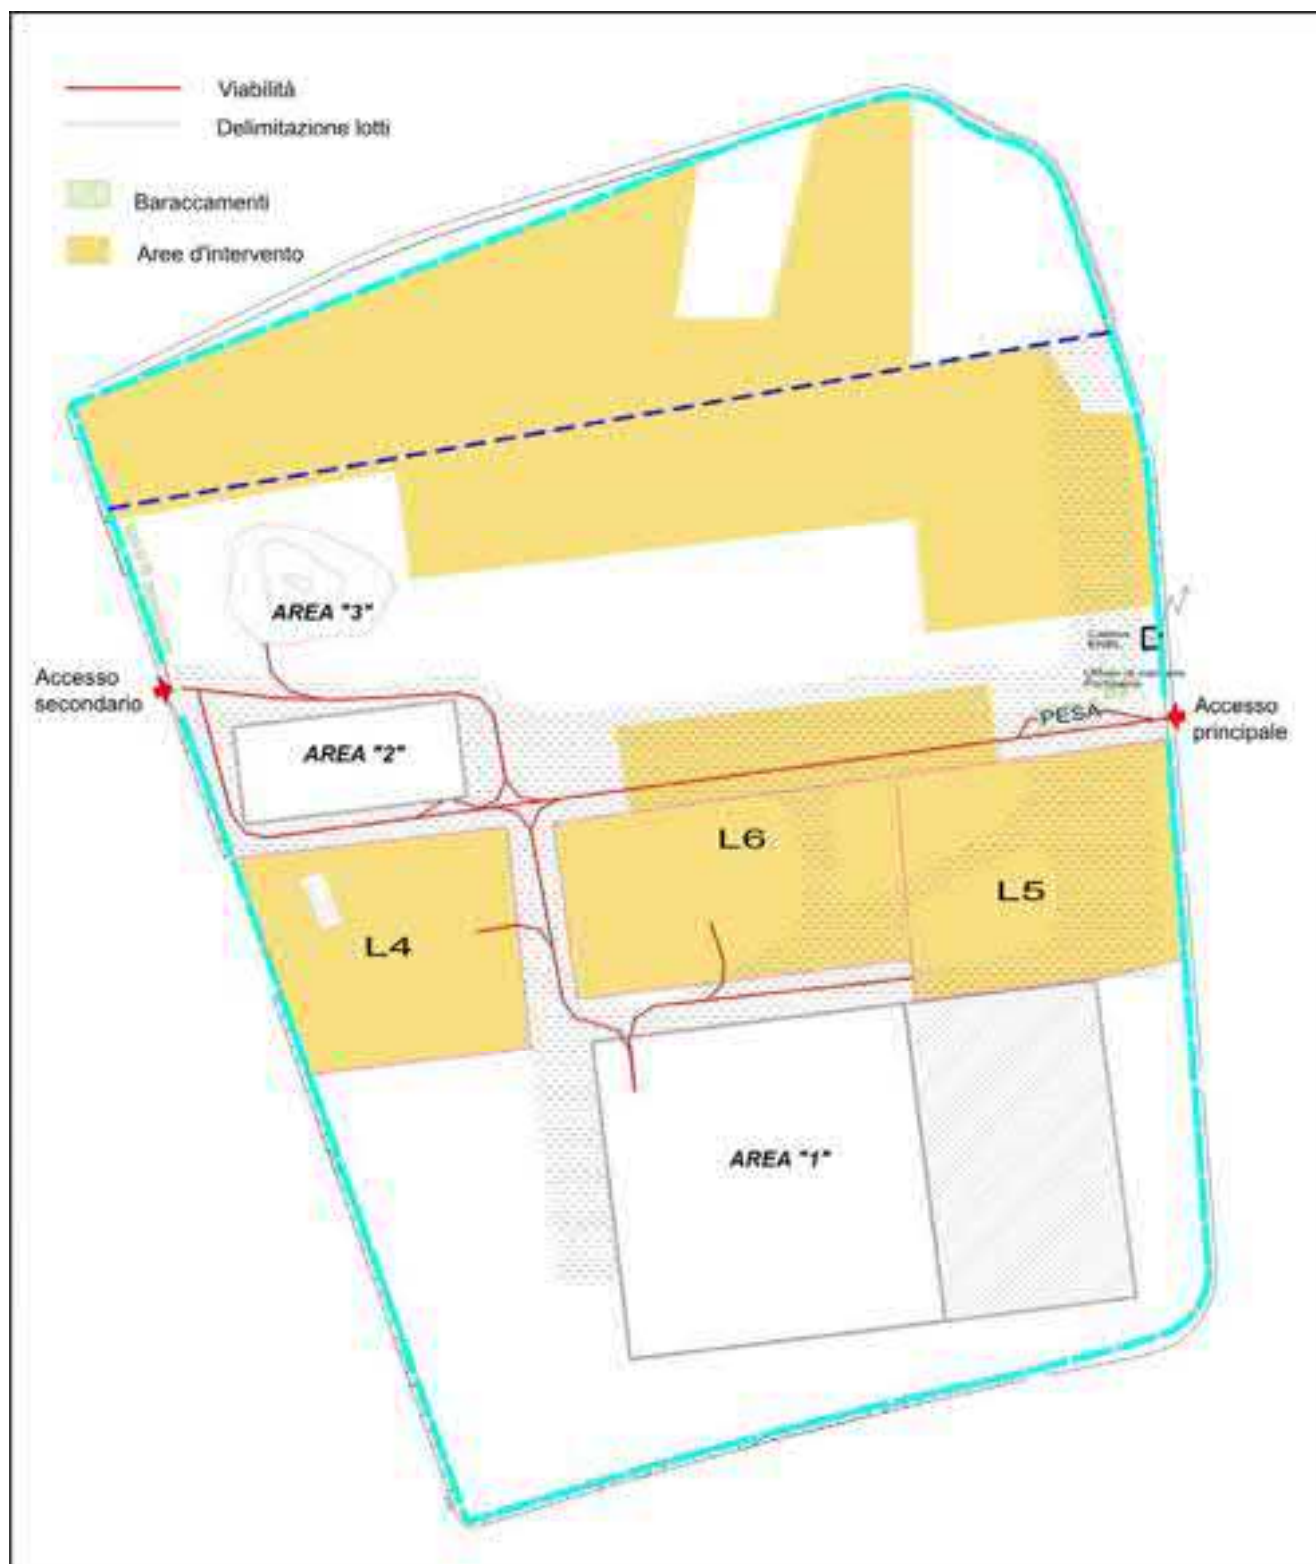 Viabilità
Delimitazione lotti
Baraccamenti
Aree d'intervento
AREA "3"
Accesso
secondario
ENEL
AREA "2"
PESA
Accesso
principale
L6
L5
L4
AREA "1"